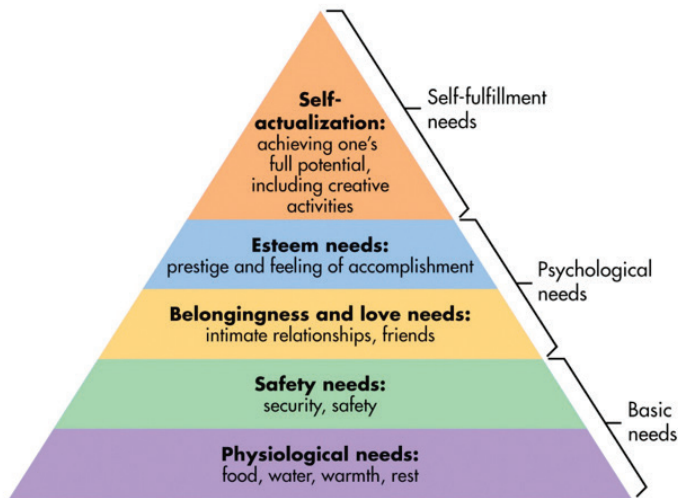 Self-
actualization:
achieving one's
full potential,
including creative
activities
Self-fulfillment
needs
Esteem needs:
prestige and feeling of accomplishment
Belongingness and love needs:
intimate relationships, friends
Psychological
needs
Safety needs:
security, safety
Physiological needs:
food, water, warmth, rest
Basic
needs